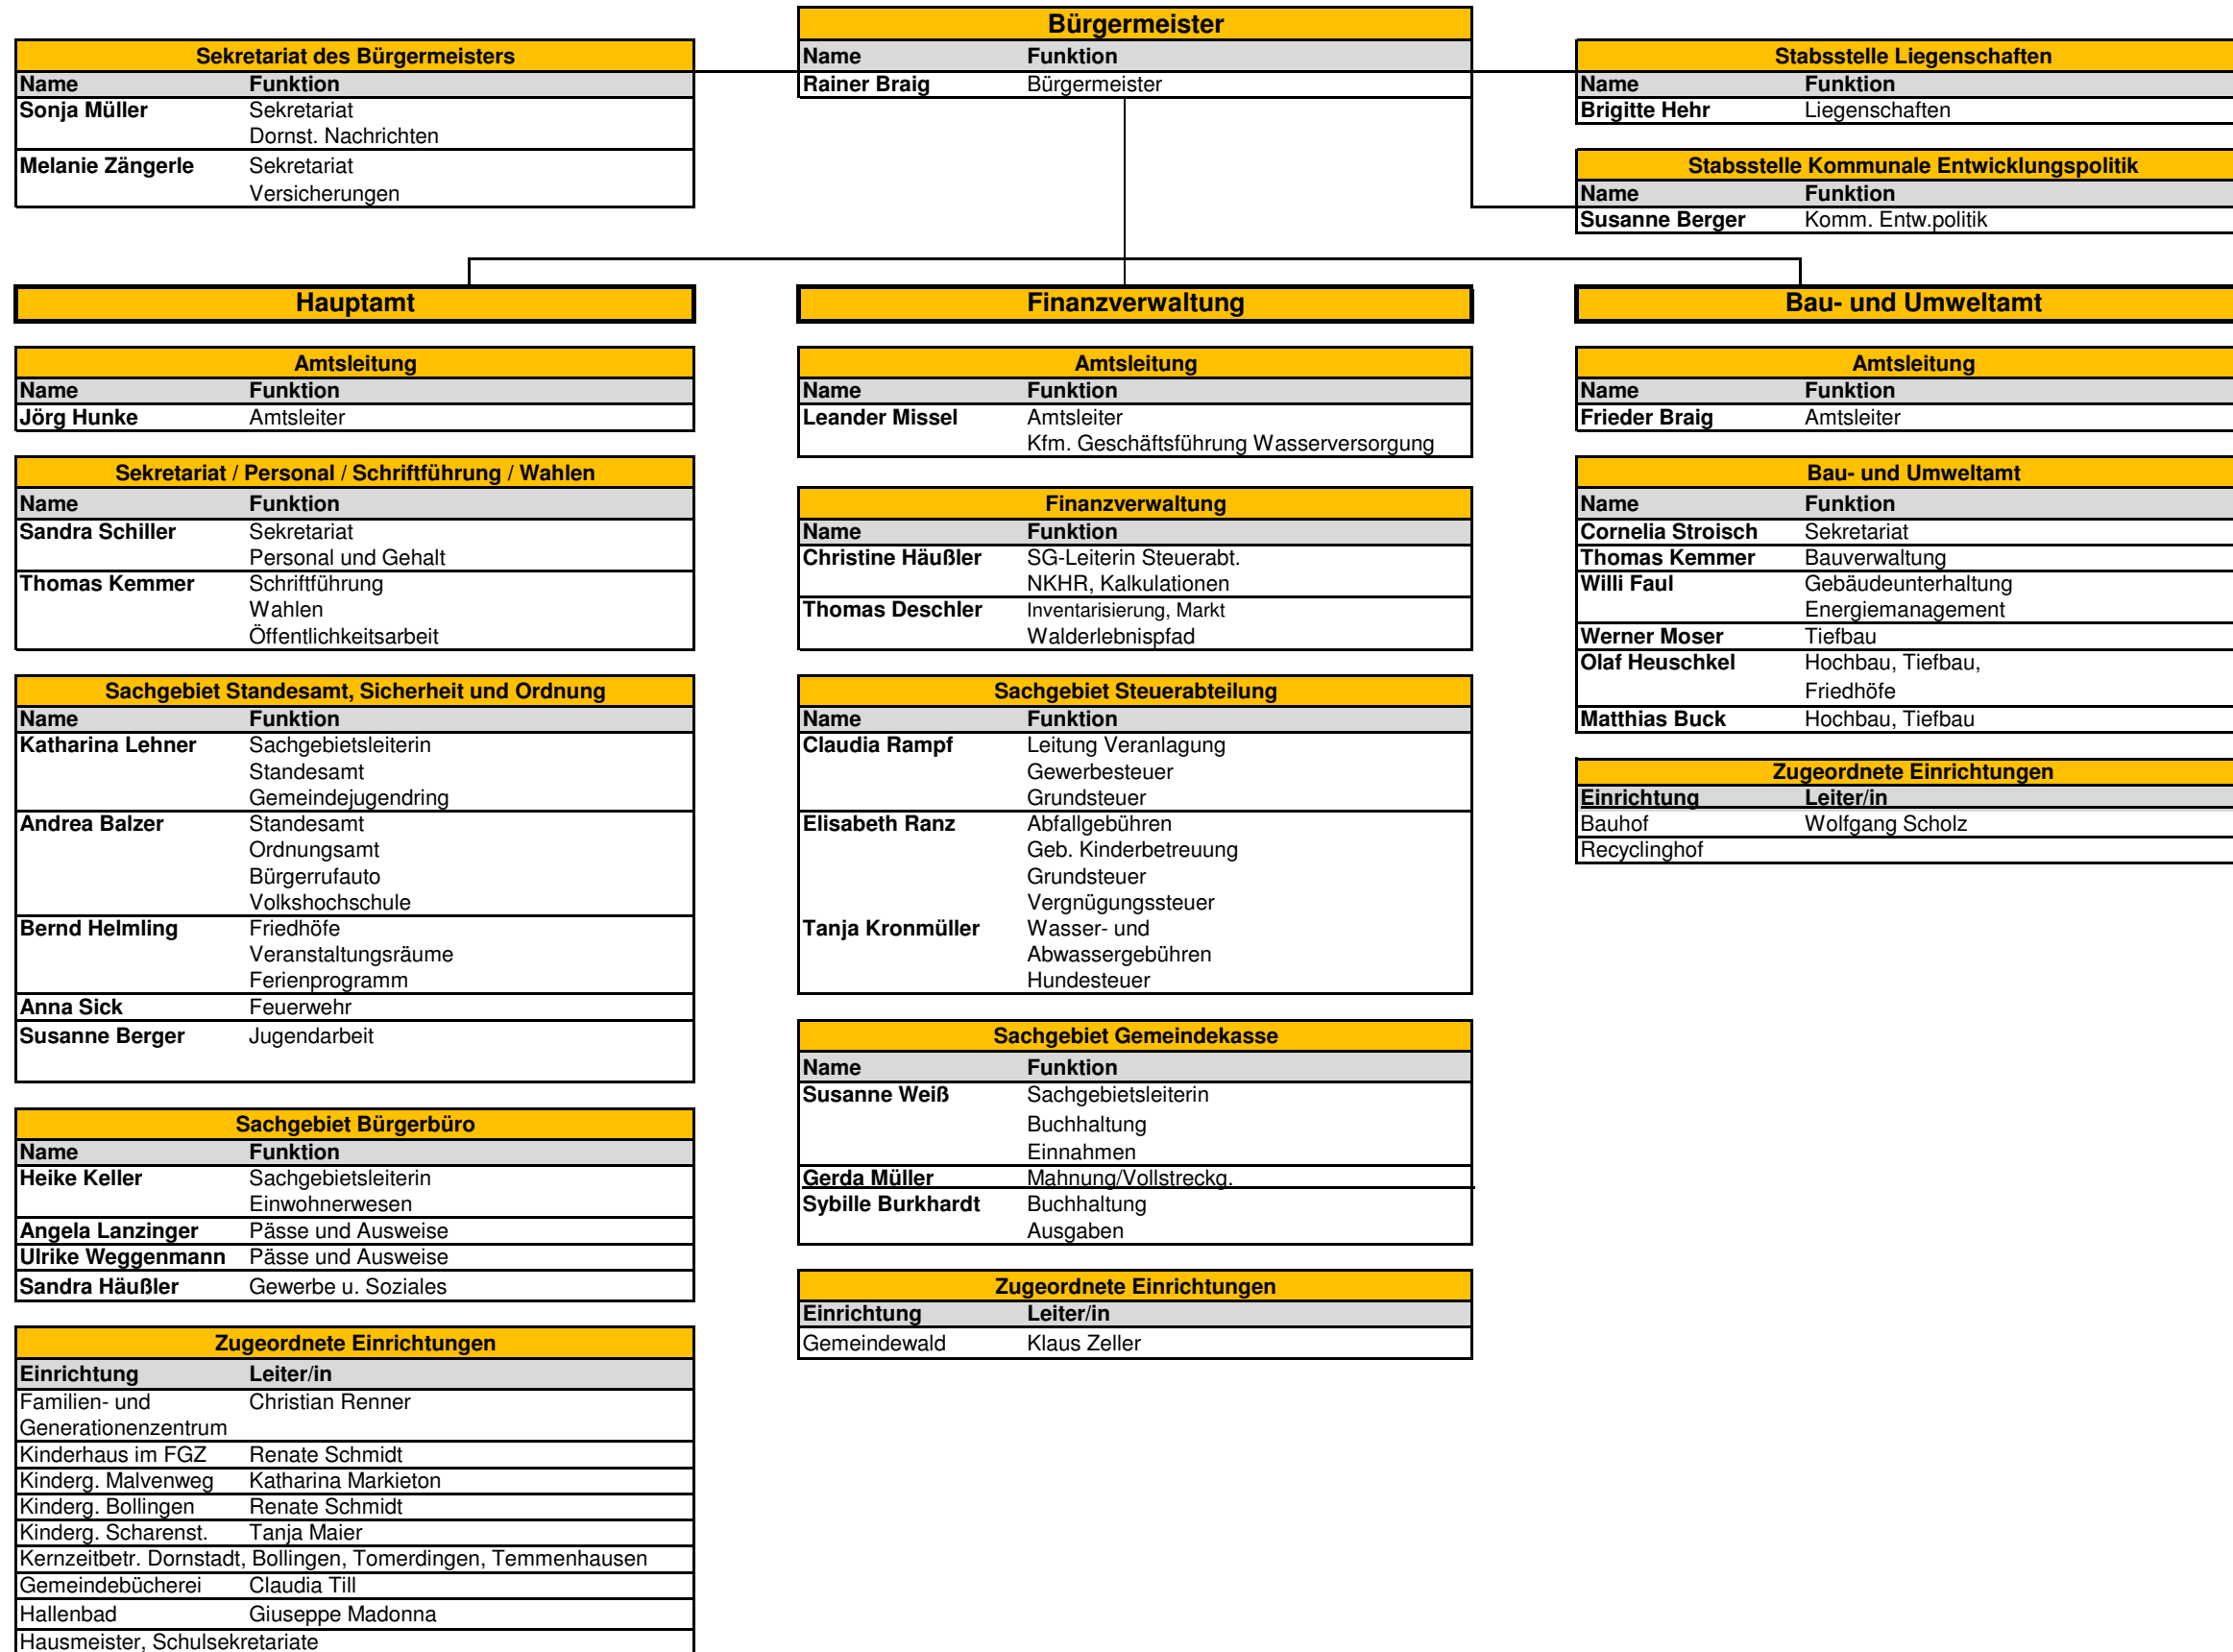 Bürgermeister
Name Funktion
Rainer Braig Bürgermeister
Sekretariat des Bürgermeisters
Name Funktion
Sonja Müller Sekretariat
Dornst. Nachrichten
Melanie Zängerle Sekretariat
Versicherungen
Stabsstelle Liegenschaften
Name Funktion
Brigitte Hehr Liegenschaften
Stabsstelle Kommunale Entwicklungspolitik
Name Funktion
Susanne Berger Komm. Entw.politik
Hauptamt
Amtsleitung
Name Funktion
Jörg Hunke Amtsleiter
Sekretariat / Personal / Schriftführung / Wahlen
Name Funktion
Sandra Schiller Sekretariat
Personal und Gehalt
Thomas Kemmer Schriftführung
Wahlen
Öffentlichkeitsarbeit
Sachgebiet Standesamt, Sicherheit und Ordnung
Name Funktion
Katharina Lehner Sachgebietsleiterin
Standesamt
Gemeindejugendring
Andrea Balzer Standesamt
Ordnungsamt
Bürgerrufauto
Volkshochschule
Bernd Helmling Friedhöfe
Veranstaltungsräume
Ferienprogramm
Anna Sick Feuerwehr
Susanne Berger Jugendarbeit
Sachgebiet Bürgerbüro
Name Funktion
Heike Keller Sachgebietsleiterin
Einwohnerwesen
Angela Lanzinger Pässe und Ausweise
Ulrike Weggenmann Pässe und Ausweise
Sandra Häußler Gewerbe u. Soziales
Zugeordnete Einrichtungen
Einrichtung Leiter/in
Familien- und Christian Renner
Generationenzentrum
Kinderhaus im FGZ Renate Schmidt
Kinderg. Malvenweg Katharina Markieton
Kinderg. Bollingen Renate Schmidt
Kinderg. Scharenst. Tanja Maier
Kernzeitbetr. Dornstadt, Bollingen, Tomerdingen, Temmenhausen
Gemeindebücherei Claudia Till
Hallenbad Giuseppe Madonna
Hausmeister, Schulsekretariate
Finanzverwaltung
Amtsleitung
Name Funktion
Leander Missel Amtsleiter
Kfm. Geschäftsführung Wasserversorgung
Finanzverwaltung
Name Funktion
Christine Häußler SG-Leiterin Steuerabt.
NKHR, Kalkulationen
Thomas Deschler Inventarisierung, Markt
Walderlebnispfad
Sachgebiet Steuerabteilung
Name Funktion
Claudia Rampf Leitung Veranlagung
Gewerbesteuer
Grundsteuer
Elisabeth Ranz Abfallgebühren
Geb. Kinderbetreuung
Grundsteuer
Vergnügungssteuer
Tanja Kronmüller Wasser- und
Abwassergebühren
Hundesteuer
Sachgebiet Gemeindekasse
Name Funktion
Susanne Weiß Sachgebietsleiterin
Buchhaltung
Einnahmen
Gerda Müller Mahnung/Vollstreckg.
Sybille Burkhardt Buchhaltung
Ausgaben
Zugeordnete Einrichtungen
Einrichtung Leiter/in
Gemeindewald Klaus Zeller
Bau- und Umweltamt
Amtsleitung
Name Funktion
Frieder Braig Amtsleiter
Bau- und Umweltamt
Name Funktion
Cornelia Stroisch Sekretariat
Thomas Kemmer Bauverwaltung
Willi Faul Gebäudeunterhaltung
Energiemanagement
Werner Moser Tiefbau
Olaf Heuschkel Hochbau, Tiefbau,
Friedhöfe
Matthias Buck Hochbau, Tiefbau
Zugeordnete Einrichtungen
Einrichtung Leiter/in
Bauhof Wolfgang Scholz
Recyclinghof